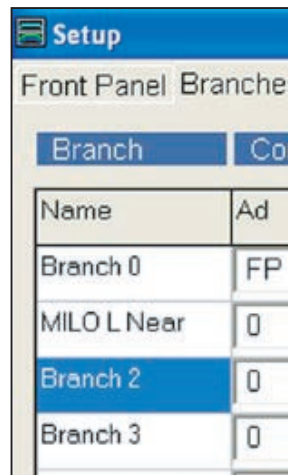 Setup
Front Panel Branche
Branch Co
Name Ad
Branch 0 FP
MILO L Near 0
Branch 2 0
Branch 3 0